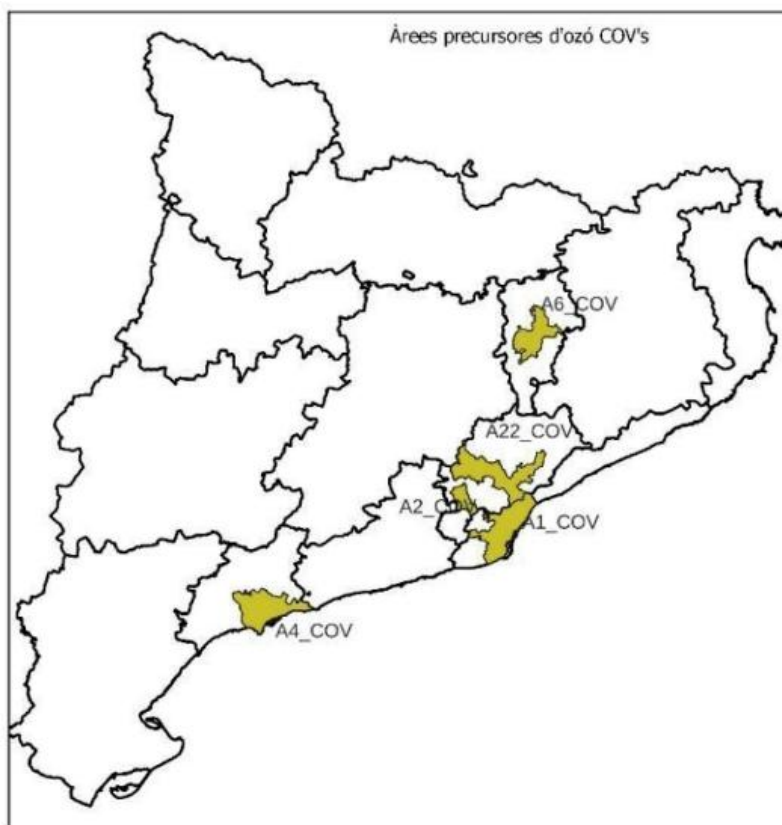 Àrees precursores d'ozó COV's
A6_COV
A22_COV
A2_COV
A1_COV
A4_COV